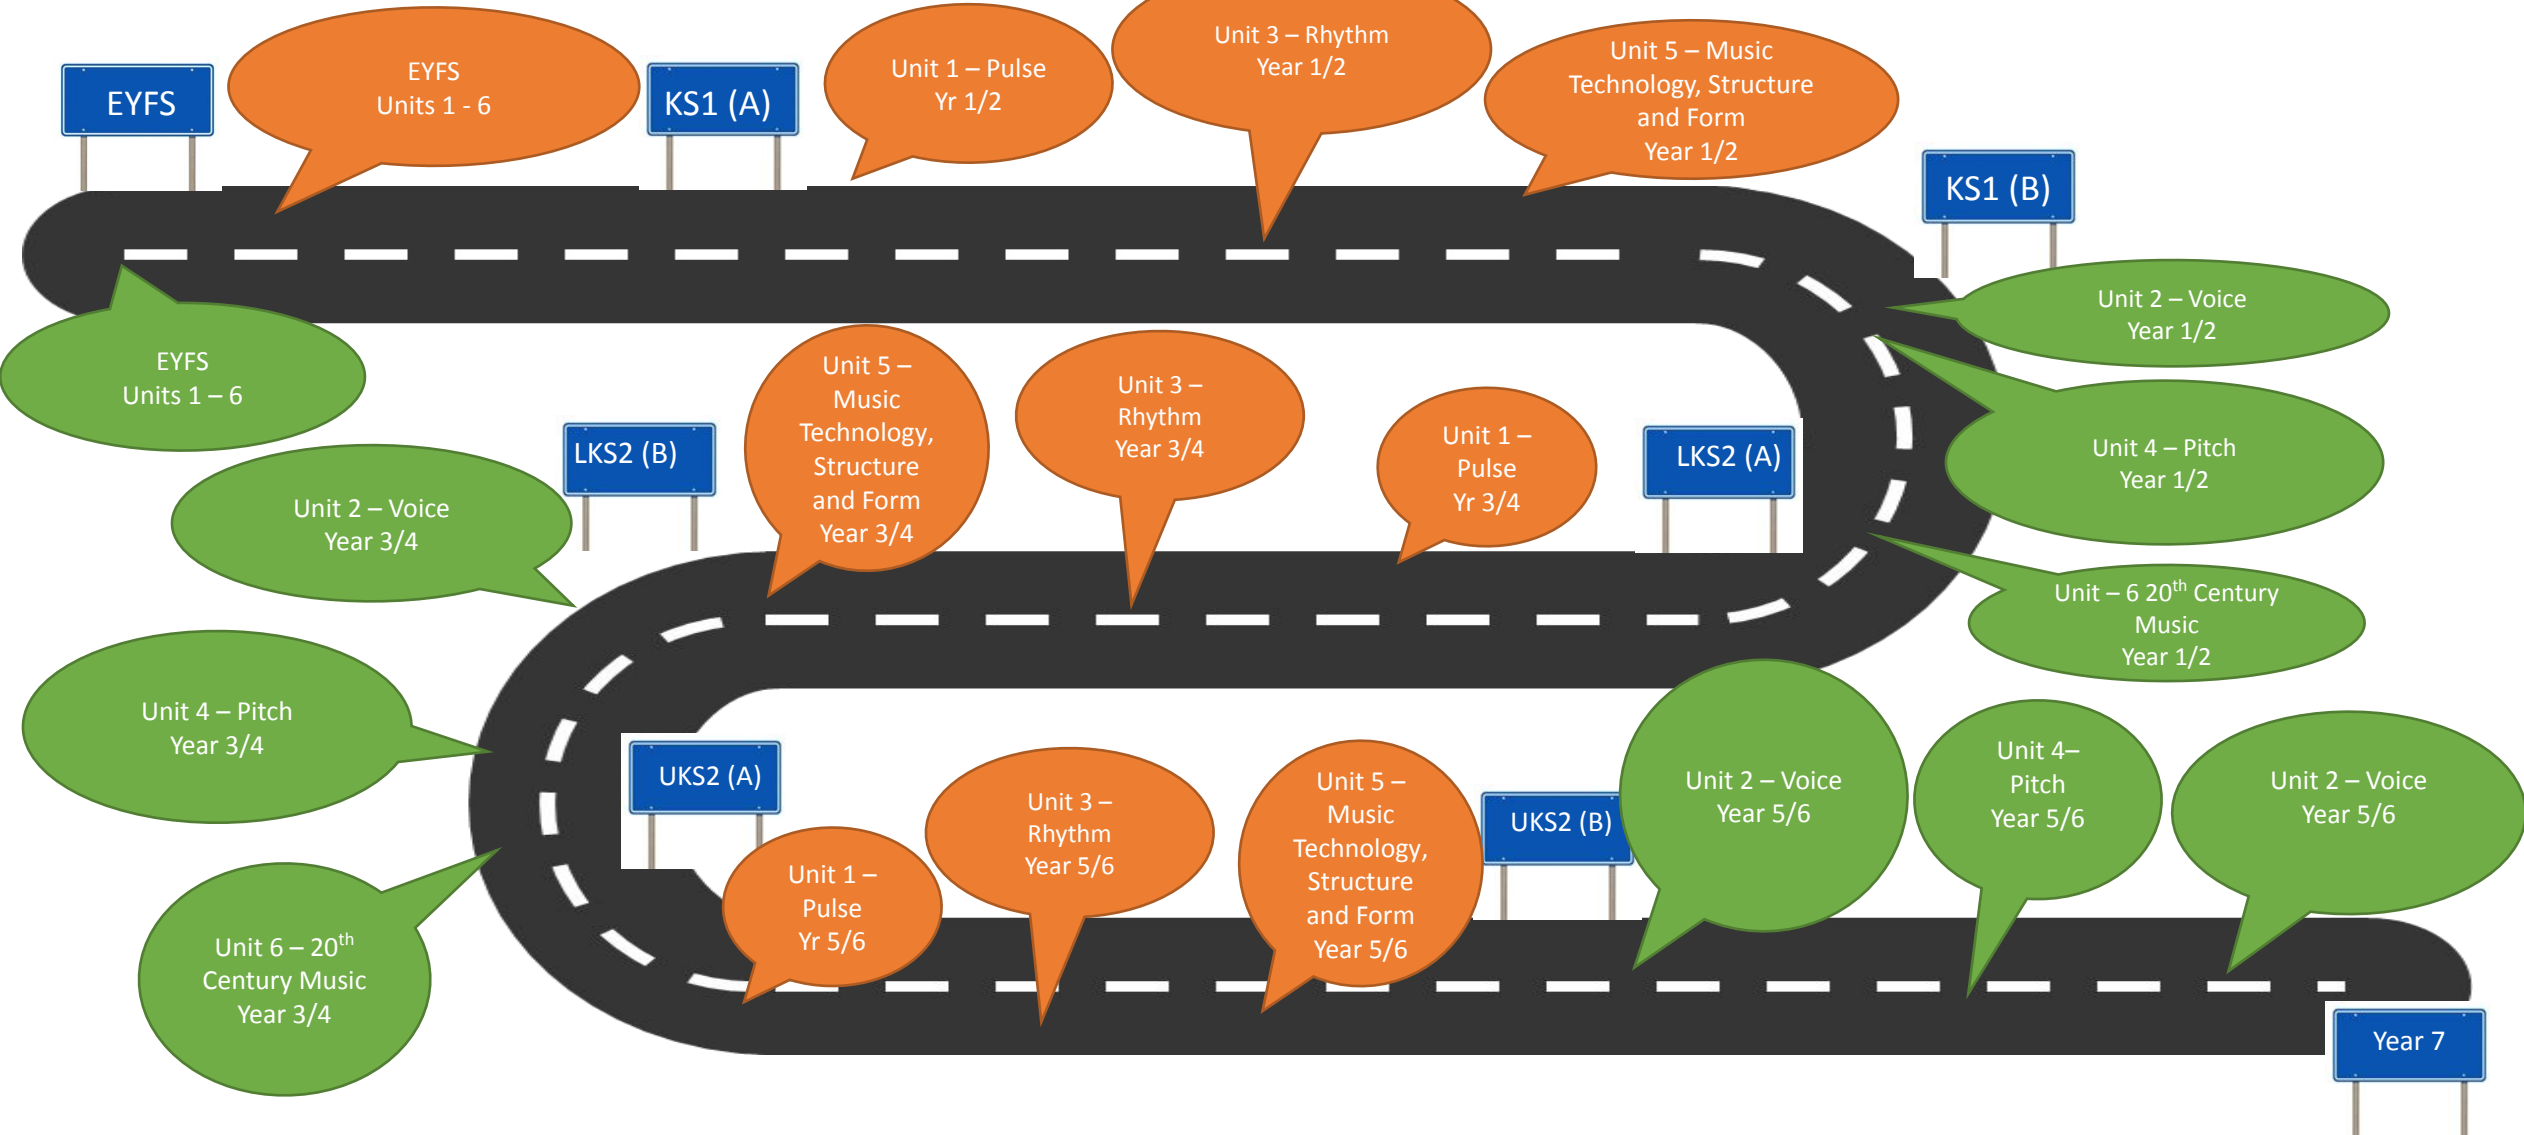 EYFS
EYFS
Units 1 - 6
KS1 (A)
Unit 1 – Pulse
Yr 1/2
Unit 3 – Rhythm
Year 1/2
Unit 5 – Music
Technology, Structure
and Form
Year 1/2
KS1 (B)
EYFS
Units 1 – 6
Unit 2 – Voice
Year 1/2
Unit 4 – Pitch
Year 1/2
Unit – 6 20th Century
Music
Year 1/2
LKS2 (A)
Unit 1 –
Pulse
Yr 3/4
Unit 3 –
Rhythm
Year 3/4
Unit 5 –
Music
Technology,
Structure
and Form
Year 3/4
LKS2 (B)
Unit 2 – Voice
Year 3/4
Unit 4 – Pitch
Year 3/4
Unit 6 – 20th
Century Music
Year 3/4
UKS2 (A)
Unit 1 –
Pulse
Yr 5/6
Unit 3 –
Rhythm
Year 5/6
Unit 5 –
Music
Technology,
Structure
and Form
Year 5/6
UKS2 (B)
Unit 2 – Voice
Year 5/6
Unit 4–
Pitch
Year 5/6
Unit 2 – Voice
Year 5/6
Year 7